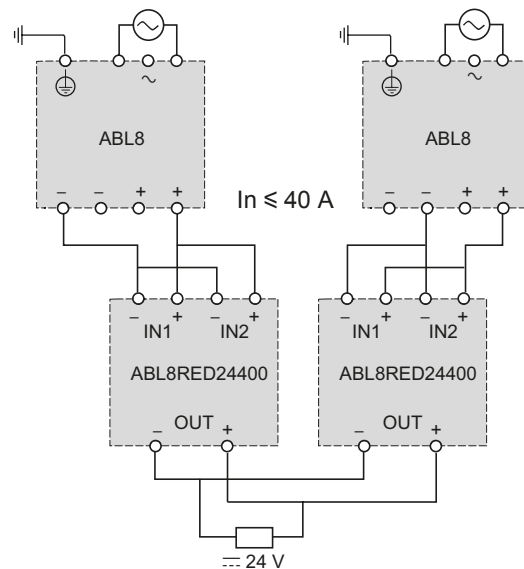 ~ ~
~ ~
ABL8 ABL8
– – + + – – + +
In ⩽ 40 A
– + – + – + – +
IN1 IN2 IN1 IN2
ABL8RED24400 ABL8RED24400
OUT OUT
– + – +
⎓ 24 V